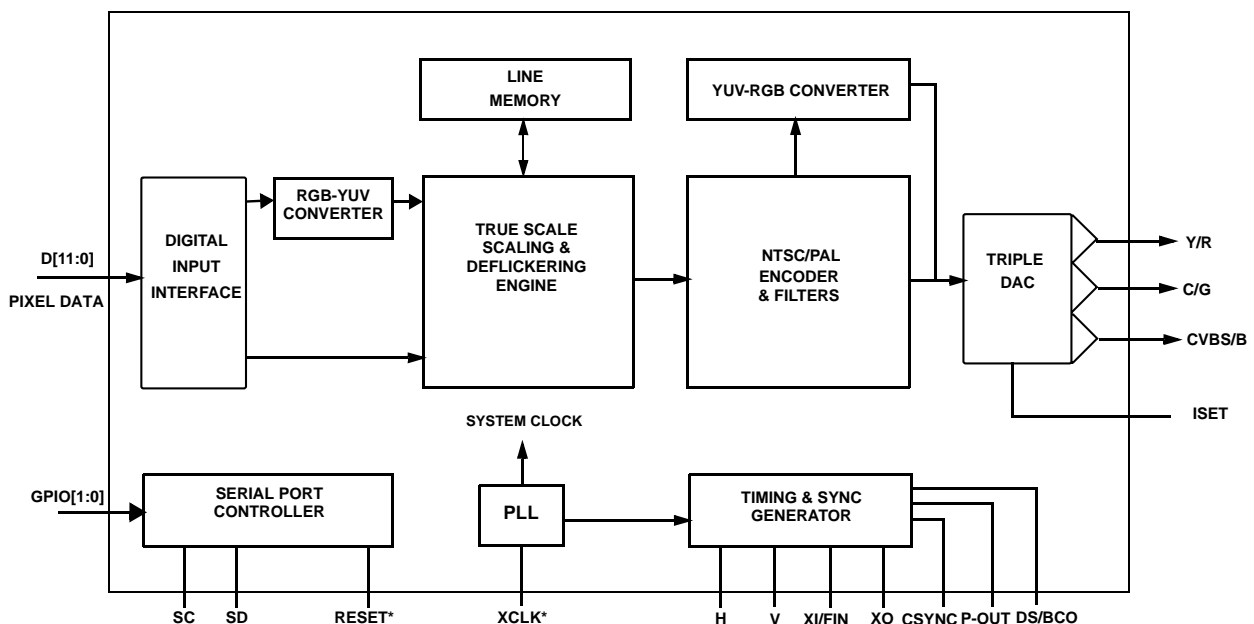 LINE
MEMORY
YUV-RGB CONVERTER
RGB-YUV
CONVERTER
D[11:0]
PIXEL DATA
DIGITAL
INPUT
INTERFACE
TRUE SCALE
SCALING &
DEFLICKERING
ENGINE
NTSC/PAL
ENCODER
& FILTERS
TRIPLE
DAC
Y/R
C/G
CVBS/B
ISET
SYSTEM CLOCK
GPIO[1:0]
SERIAL PORT
CONTROLLER
PLL
TIMING & SYNC
GENERATOR
SC
SD
RESET*
XCLK*
H
V
XI/FIN
XO
CSYNC
P-OUT
DS/BCO